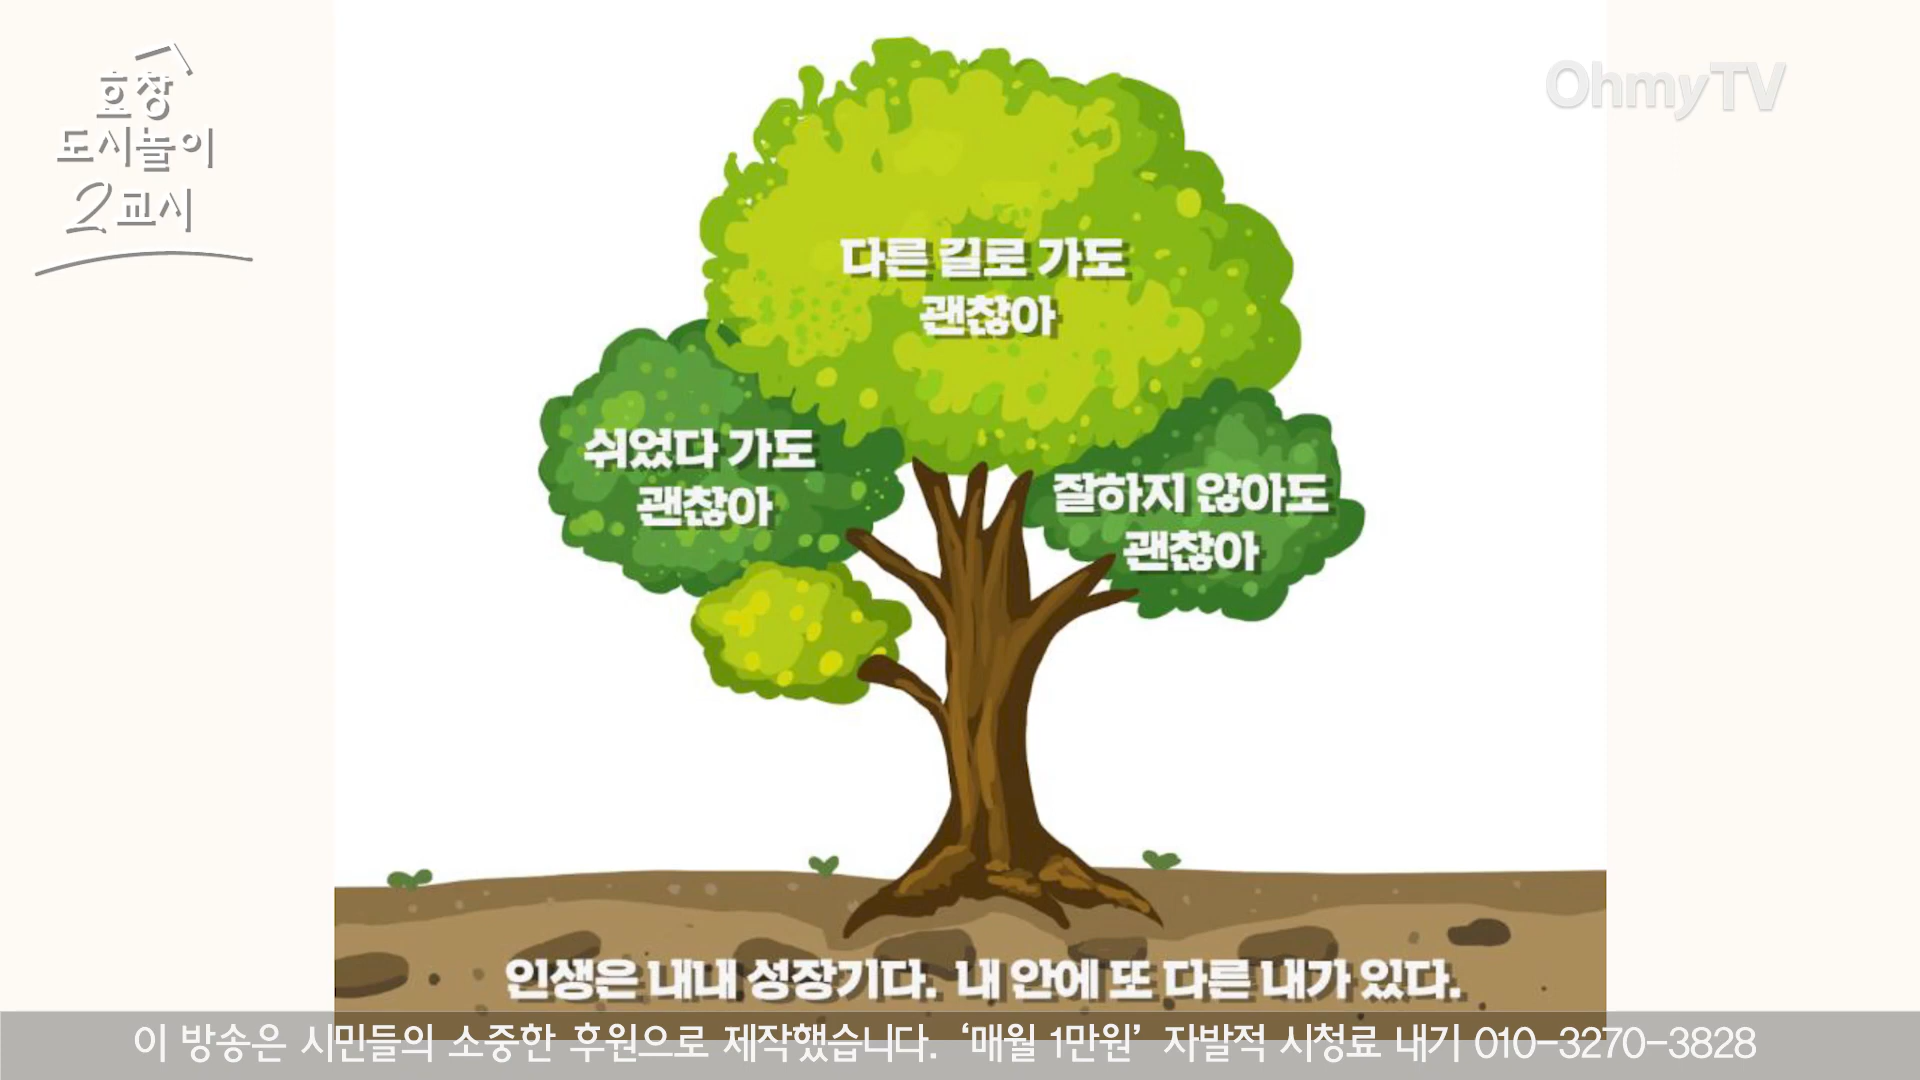 호창
도시놀이
2교시
OhmyTV
다른 길로 가도
괜찮아
쉬었다 가도
괜찮아
잘하지 않아도
괜찮아
인생은 내내 성장기다. 내 안에 또 다른 내가 있다.
이 방송은 시민들의 소중한 후원으로 제작했습니다. ‘매월 1만원’ 자발적 시청료 내기 010-3270-3828